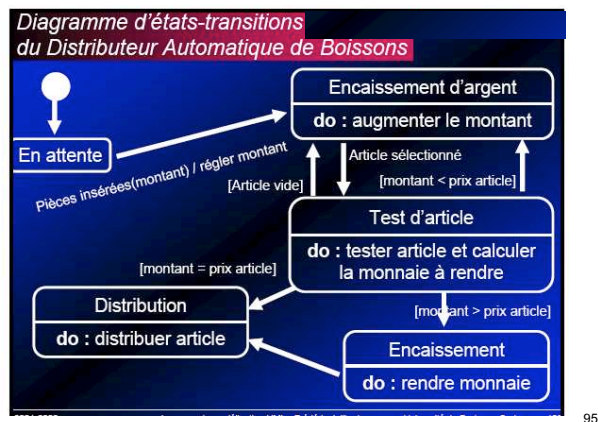 Diagramme d'états-transitions
du Distributeur Automatique de Boissons
Encaissement d'argent
do : augmenter le montant
En attente
Pièces insérées(montant) / régler montant
Article sélectionné
[Article vide]
[montant < prix article]
Test d'article
do : tester article et calculer
la monnaie à rendre
[montant = prix article]
Distribution
do : distribuer article
[montant > prix article]
Encaissement
do : rendre monnaie
95